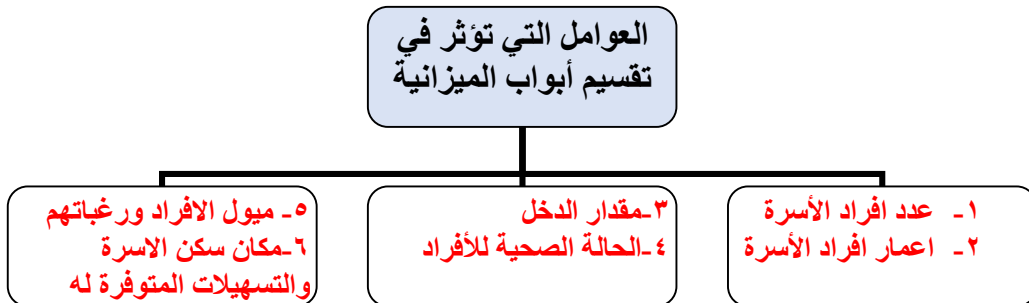 العوامل التي تؤثر في
تقسيم أبواب الميزانية
١- عدد افراد الأسرة
٢- اعمار افراد الأسرة
٣-مقدار الدخل
٤-الحالة الصحية للأفراد
٥- ميول الافراد ورغباتهم
٦-مكان سكن الاسرة
والتسهيلات المتوفرة له